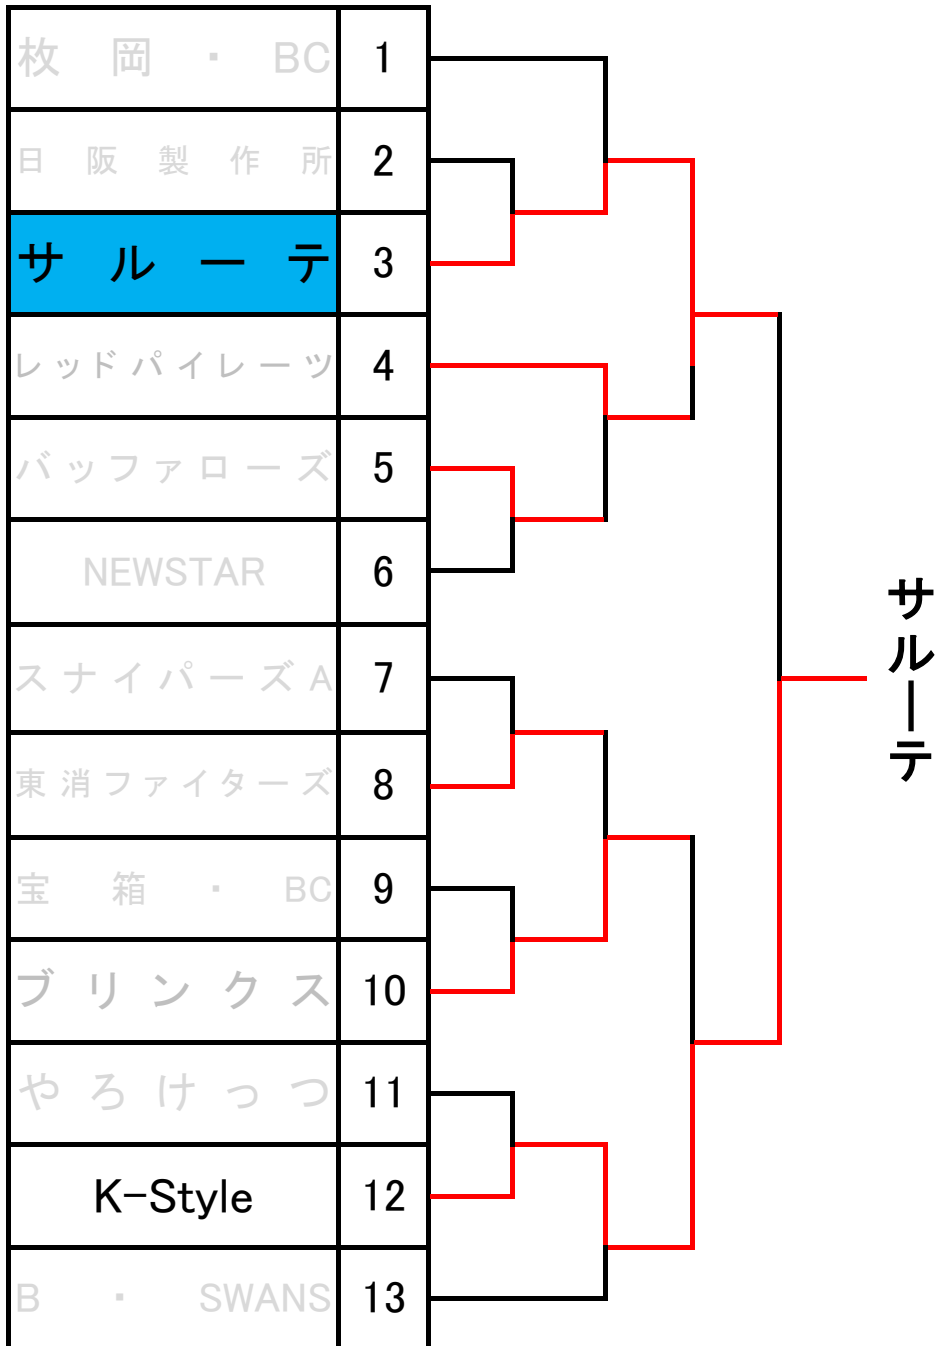 枚岡・BC 1
日阪製作所 2
サルーテ 3
レッドパイレーツ 4
バッファローズ 5
NEWSTAR 6
スナイパーズA 7
東消ファイターズ 8
宝箱・BC 9
ブリンクス 10
やろけっつ 11
K-Style 12
B・SWANS 13
サルーテ